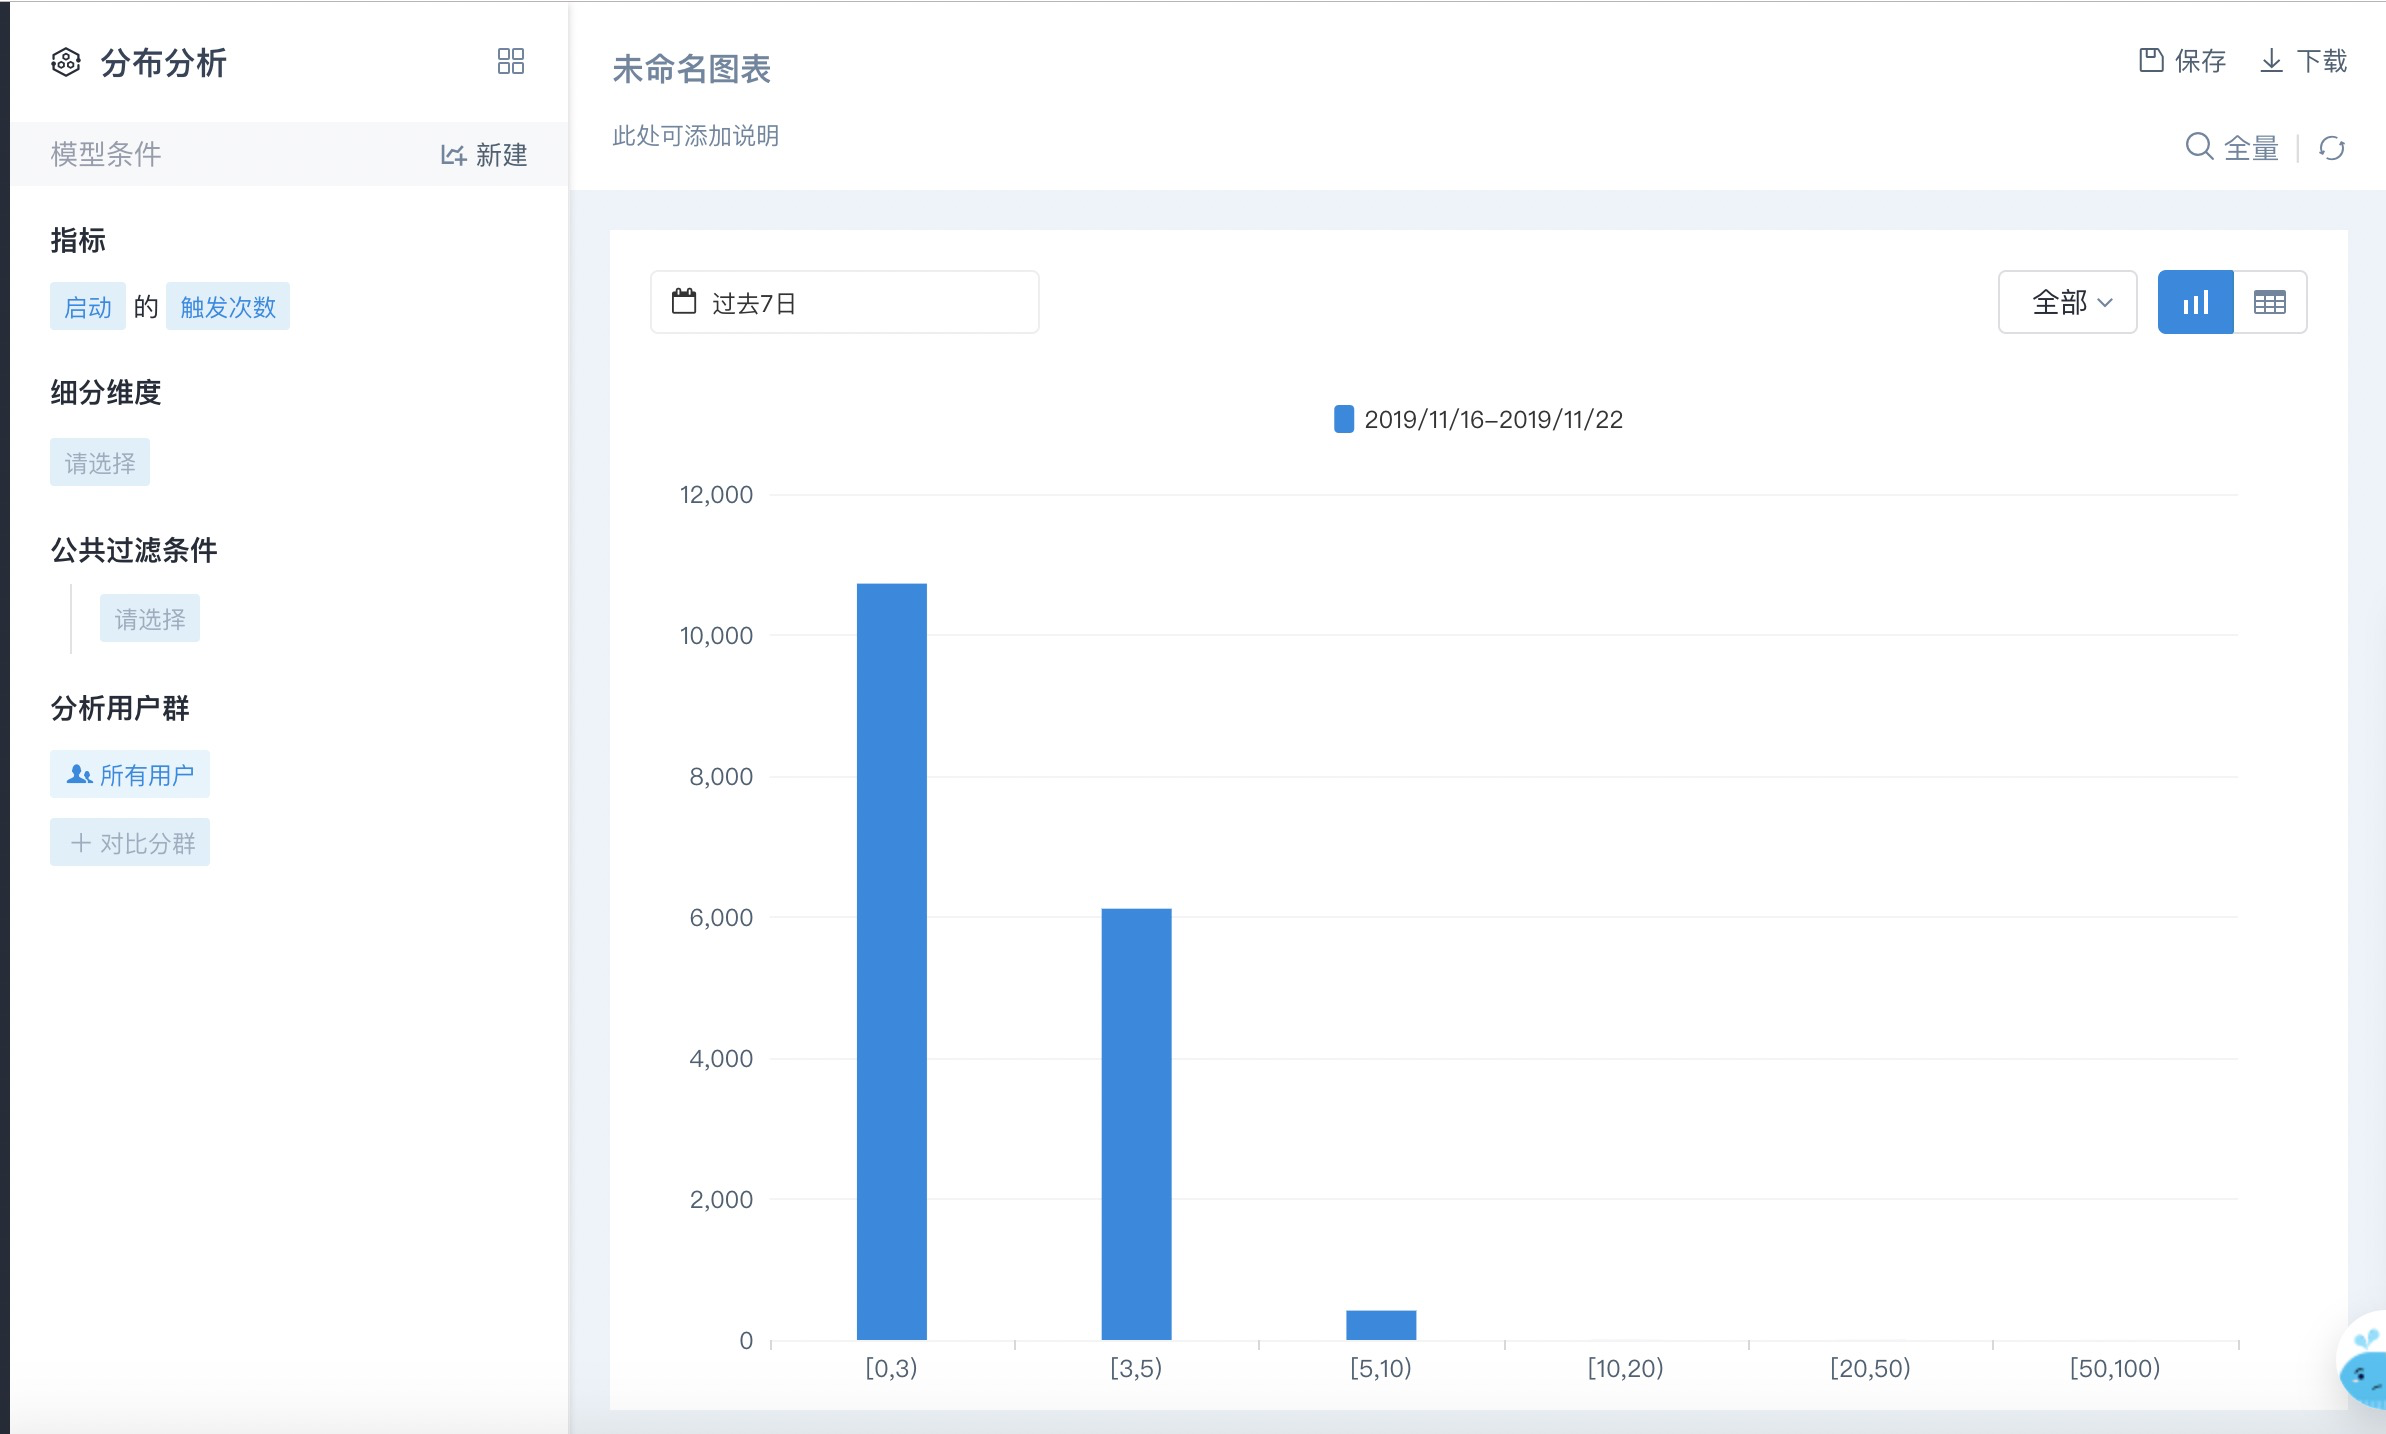 分布分析
模型条件
新建
指标
启动 的 触发次数
细分维度
请选择
公共过滤条件
请选择
分析用户群
所有用户
对比分群
未命名图表
保存
下载
此处可添加说明
全量
过去7日
全部
2019/11/16-2019/11/22
12,000
10,000
8,000
6,000
4,000
2,000
0
[0,3) [3,5) [5,10) [10,20) [20,50) [50,100)